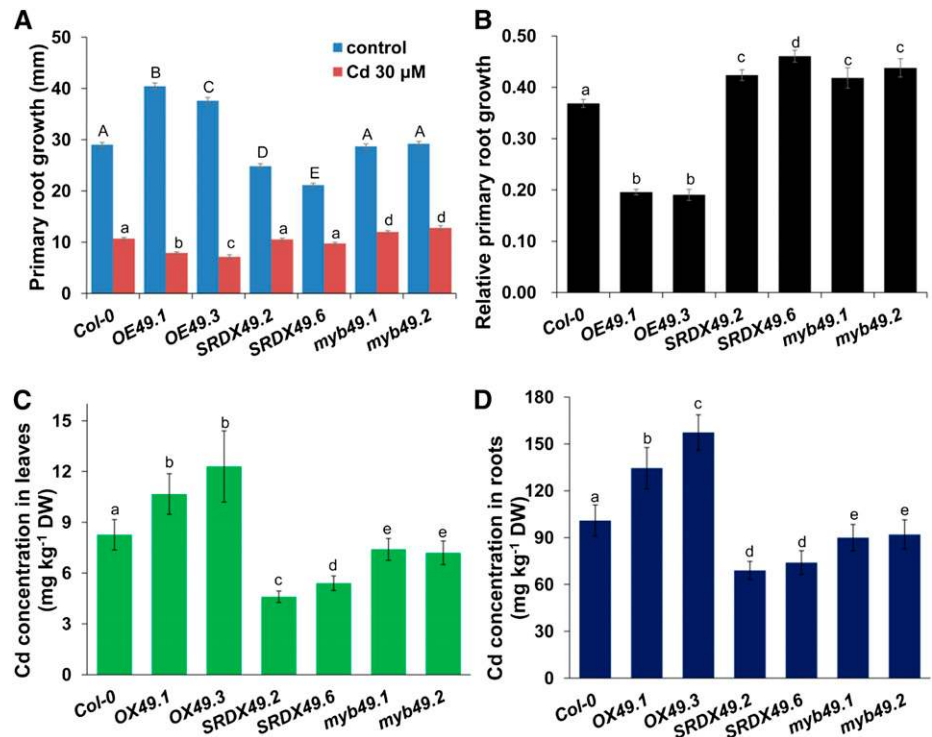 A
Primary root growth (mm)
50
40
30
20
10
0
control
Cd 30 µM
A
B
C
D
E
A
A
a
b
c
a
a
d
d
Col-0
OE49.1
OE49.3
SRDX49.2
SRDX49.6
myb49.1
myb49.2
B
Relative primary root growth
0.50
0.40
0.30
0.20
0.10
0.00
a
b
b
c
d
c
c
Col-0
OE49.1
OE49.3
SRDX49.2
SRDX49.6
myb49.1
myb49.2
C
Cd concentration in leaves
(mg kg⁻¹ DW)
15
12
9
6
3
0
a
b
b
c
d
e
e
Col-0
OX49.1
OX49.3
SRDX49.2
SRDX49.6
myb49.1
myb49.2
D
Cd concentration in roots
(mg kg⁻¹ DW)
180
150
120
90
60
30
0
a
b
c
d
d
e
e
Col-0
OX49.1
OX49.3
SRDX49.2
SRDX49.6
myb49.1
myb49.2